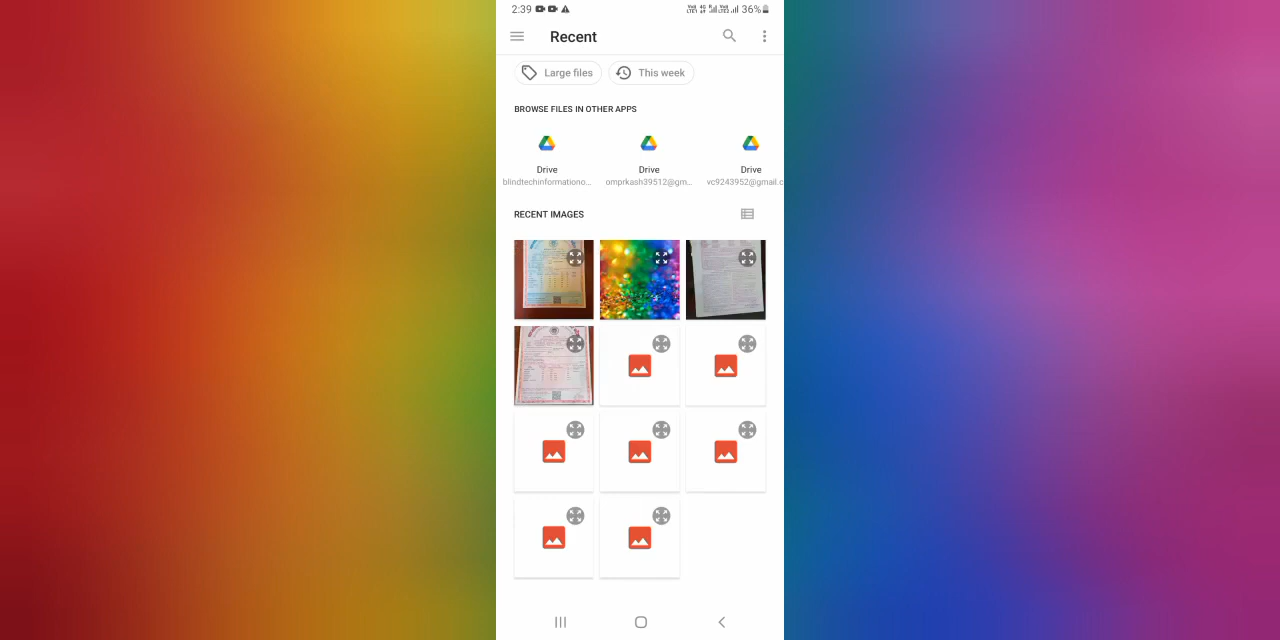 2:39 36%
Recent
Large files This week
BROWSE FILES IN OTHER APPS
Drive Drive Drive
blindtechinformationo... omprkash39512@gm... vc9243952@gmail.c
RECENT IMAGES